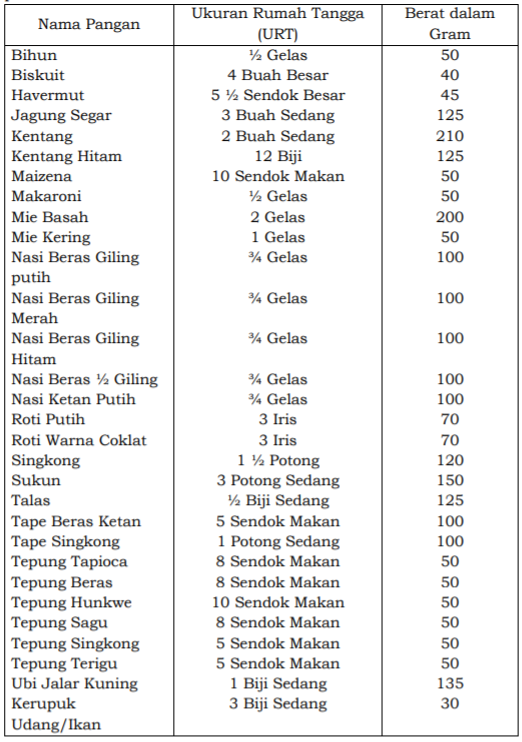 Nama Pangan Ukuran Rumah Tangga (URT) Berat dalam Gram
Bihun ½ Gelas 50
Biskuit 4 Buah Besar 40
Havermut 5 ½ Sendok Besar 45
Jagung Segar 3 Buah Sedang 125
Kentang 2 Buah Sedang 210
Kentang Hitam 12 Biji 125
Maizena 10 Sendok Makan 50
Makaroni ½ Gelas 50
Mie Basah 2 Gelas 200
Mie Kering 1 Gelas 50
Nasi Beras Giling ¾ Gelas 100
putih
Nasi Beras Giling ¾ Gelas 100
Merah
Nasi Beras Giling ¾ Gelas 100
Hitam
Nasi Beras ½ Giling ¾ Gelas 100
Nasi Ketan Putih ¾ Gelas 100
Roti Putih 3 Iris 70
Roti Warna Coklat 3 Iris 70
Singkong 1 ½ Potong 120
Sukun 3 Potong Sedang 150
Talas ½ Biji Sedang 125
Tape Beras Ketan 5 Sendok Makan 100
Tape Singkong 1 Potong Sedang 100
Tepung Tapioca 8 Sendok Makan 50
Tepung Beras 8 Sendok Makan 50
Tepung Hunkwe 10 Sendok Makan 50
Tepung Sagu 8 Sendok Makan 50
Tepung Singkong 5 Sendok Makan 50
Tepung Terigu 5 Sendok Makan 50
Ubi Jalar Kuning 1 Biji Sedang 135
Kerupuk 3 Biji Sedang 30
Udang/Ikan